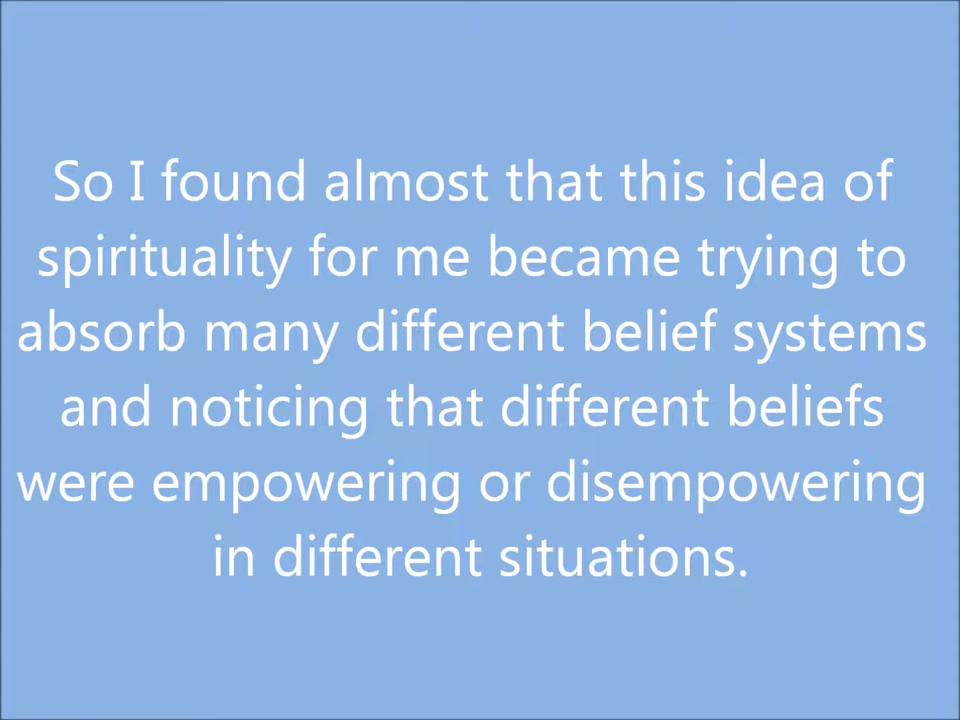 So I found almost that this idea of
spirituality for me became trying to
absorb many different belief systems
and noticing that different beliefs
were empowering or disempowering
in different situations.